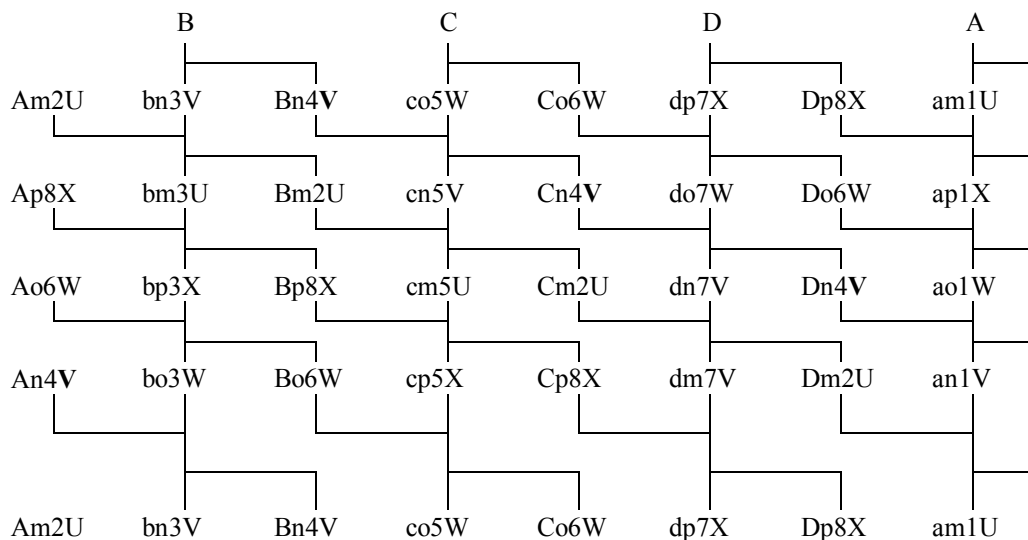 B C D A
Am2U bn3V Bn4V co5W Co6W dp7X Dp8X am1U
Ap8X bm3U Bm2U cn5V Cn4V do7W Do6W ap1X
Ao6W bp3X Bp8X cm5U Cm2U dn7V Dn4V ao1W
An4V bo3W Bo6W cp5X Cp8X dm7V Dm2U an1V
Am2U bn3V Bn4V co5W Co6W dp7X Dp8X am1U